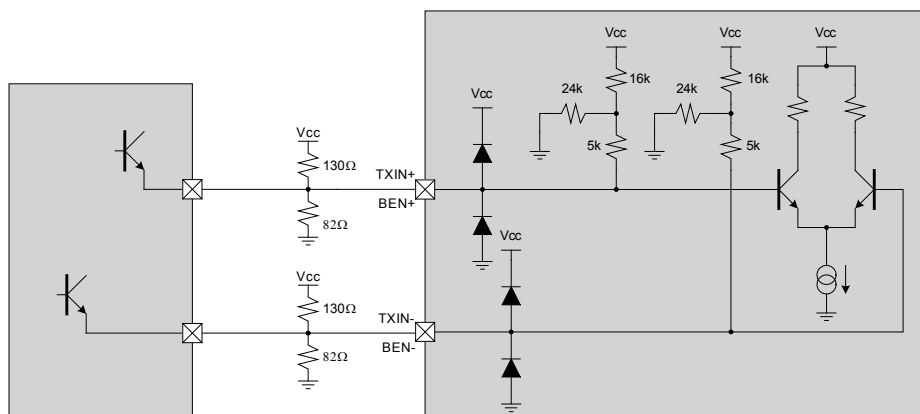 Vcc
Vcc
Vcc
16k
16k
24k
24k
Vcc
Vcc
5k
5k
130Ω
TXIN+
BEN+
82Ω
Vcc
Vcc
130Ω
TXIN-
BEN-
82Ω